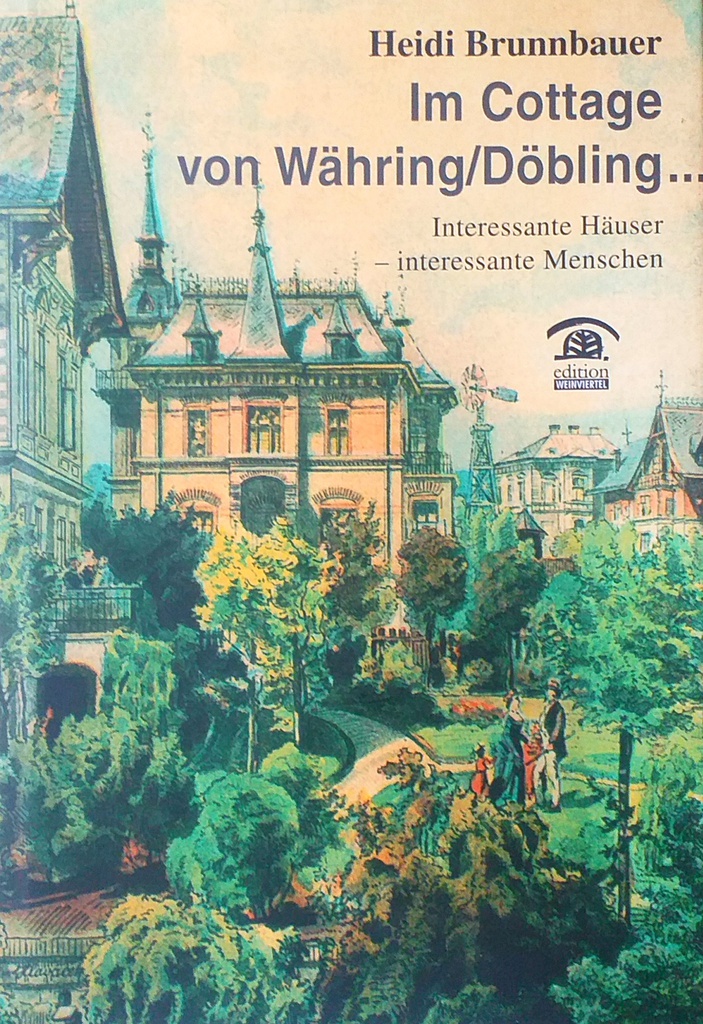 Heidi Brunnbauer
Im Cottage
von Währing/Döbling...
Interessante Häuser
– interessante Menschen
edition
WEINVIERTEL